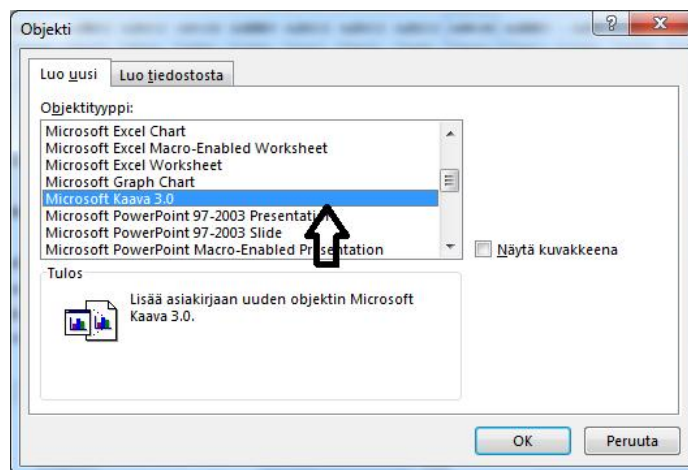 Objekti
Luo uusi
Luo tiedostosta
Objektityyppi:
Microsoft Excel Chart
Microsoft Excel Macro-Enabled Worksheet
Microsoft Excel Worksheet
Microsoft Graph Chart
Microsoft Kaava 3.0
Microsoft PowerPoint 97-2003 Presentation
Microsoft PowerPoint 97-2003 Slide
Microsoft PowerPoint Macro-Enabled Presentation
Näytä kuvakkeena
Tulos
Lisää asiakirjaan uuden objektin Microsoft
Kaava 3.0.
OK
Peruuta